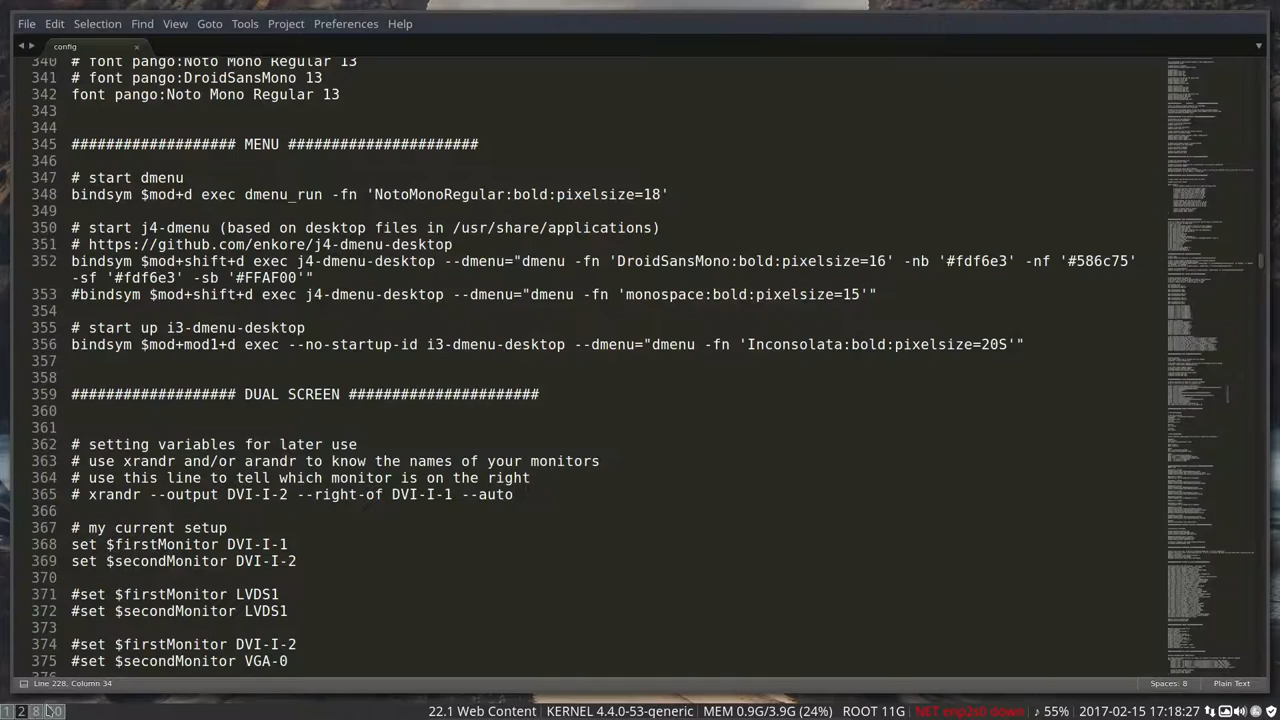 File Edit Selection Find View Goto Tools Project Preferences Help
config
340 # font pango:Noto Mono Regular 13
341 # font pango:DroidSansMono 13
342 font pango:Noto Mono Regular 13
343
344
345 ################### MENU ###################
346
347 # start dmenu
348 bindsym $mod+d exec dmenu_run -fn 'NotoMonoRegular:bold:pixelsize=15'
349
350 # start j4-dmenu(based on desktop files in /usr/share/applications)
351 # https://github.com/enkore/j4-dmenu-desktop
352 bindsym $mod+shift+d exec j4-dmenu-desktop --dmenu="dmenu -fn 'DroidSansMono:bold:pixelsize=16' -nb '#fdf6e3' -nf '#586c75'
-sf '#fdf6e3' -sb '#FFAF00'"
353 #bindsym $mod+shift+d exec j4-dmenu-desktop --dmenu="dmenu -fn 'monospace:bold:pixelsize=15'"
354
355 # start up i3-dmenu-desktop
356 bindsym $mod+mod1+d exec --no-startup-id i3-dmenu-desktop --dmenu="dmenu -fn 'Inconsolata:bold:pixelsize=20S'"
357
358
359 ################### DUAL SCREEN ######################
360
361
362 # setting variables for later use
363 # use xrandr and/or arandr to know the names of your monitors
364 # use this line to tell which monitor is on the right
365 # xrandr --output DVI-I-2 --right-of DVI-I-1 --auto
366
367 # my current setup
368 set $firstMonitor DVI-I-1
369 set $secondMonitor DVI-I-2
370
371 #set $firstMonitor LVDS1
372 #set $secondMonitor LVDS1
373
374 #set $firstMonitor DVI-I-2
375 #set $secondMonitor VGA-0
Line 228, Column 34 Spaces: 8 Plain Text
1 2 8 22.1 Web Content KERNEL 4.4.0-53-generic MEM 0.9G/3.9G (24%) ROOT 11G NET enp2s0 down ♪ 55% 2017-02-15 17:18:27